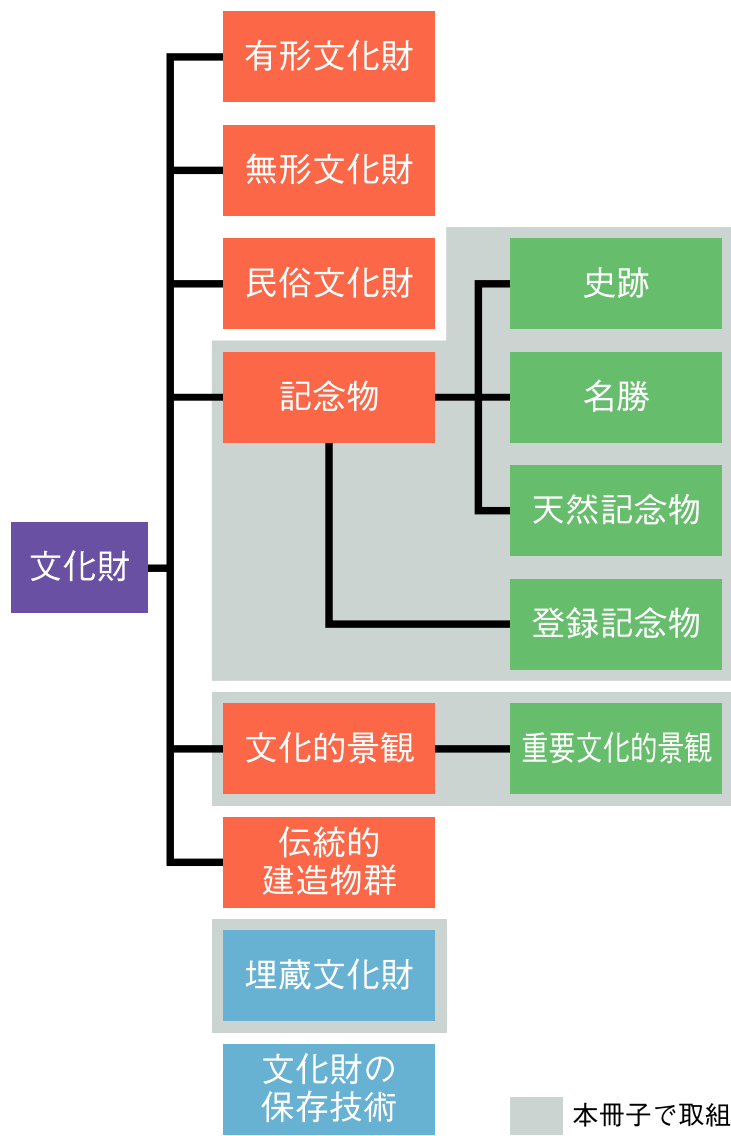 有形文化財
無形文化財
民俗文化財
史跡
記念物
名勝
天然記念物
文化財
登録記念物
文化的景観
重要文化的景観
伝統的
建造物群
埋蔵文化財
文化財の
保存技術
本冊子で取組